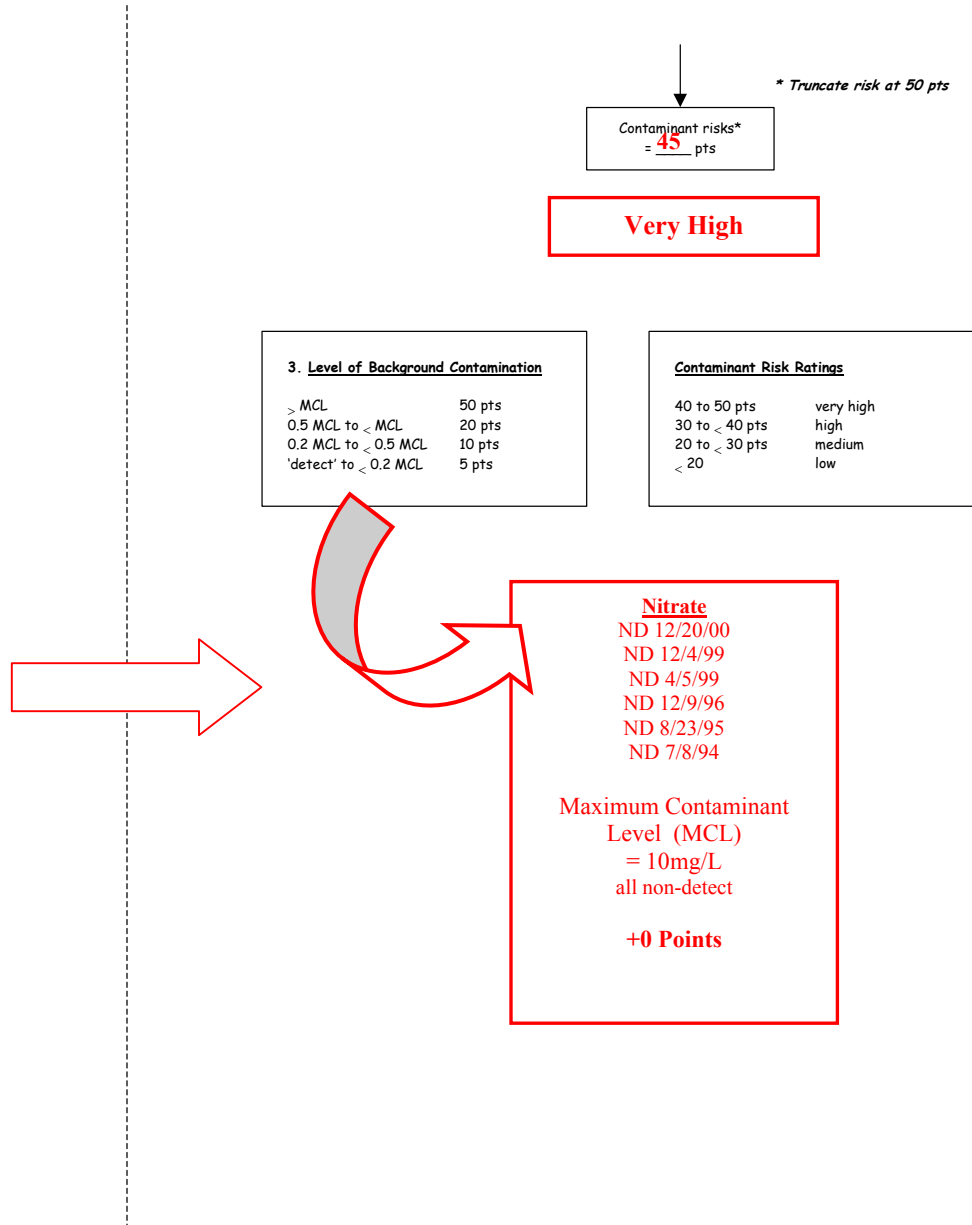 * Truncate risk at 50 pts
Contaminant risks*
= 45 pts
Very High
3. Level of Background Contamination
> MCL 50 pts
0.5 MCL to < MCL 20 pts
0.2 MCL to < 0.5 MCL 10 pts
‘detect’ to < 0.2 MCL 5 pts
Contaminant Risk Ratings
40 to 50 pts very high
30 to < 40 pts high
20 to < 30 pts medium
< 20 low
Nitrate
ND 12/20/00
ND 12/4/99
ND 4/5/99
ND 12/9/96
ND 8/23/95
ND 7/8/94
Maximum Contaminant
Level (MCL)
= 10mg/L
all non-detect
+0 Points